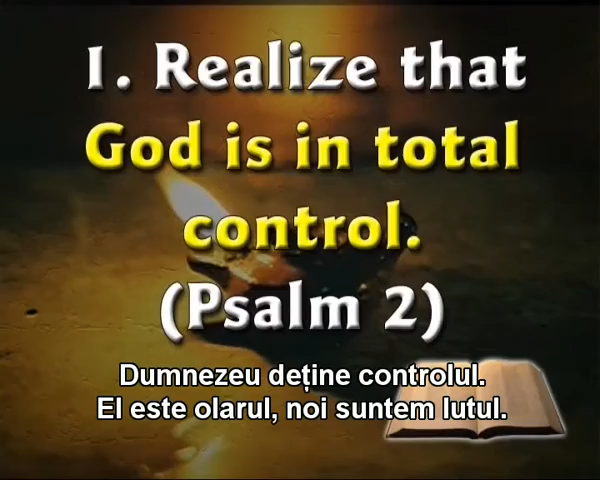 1. Realize that
God is in total
control.
(Psalm 2)
Dumnezeu deține controlul.
El este olarul, noi suntem lutul.